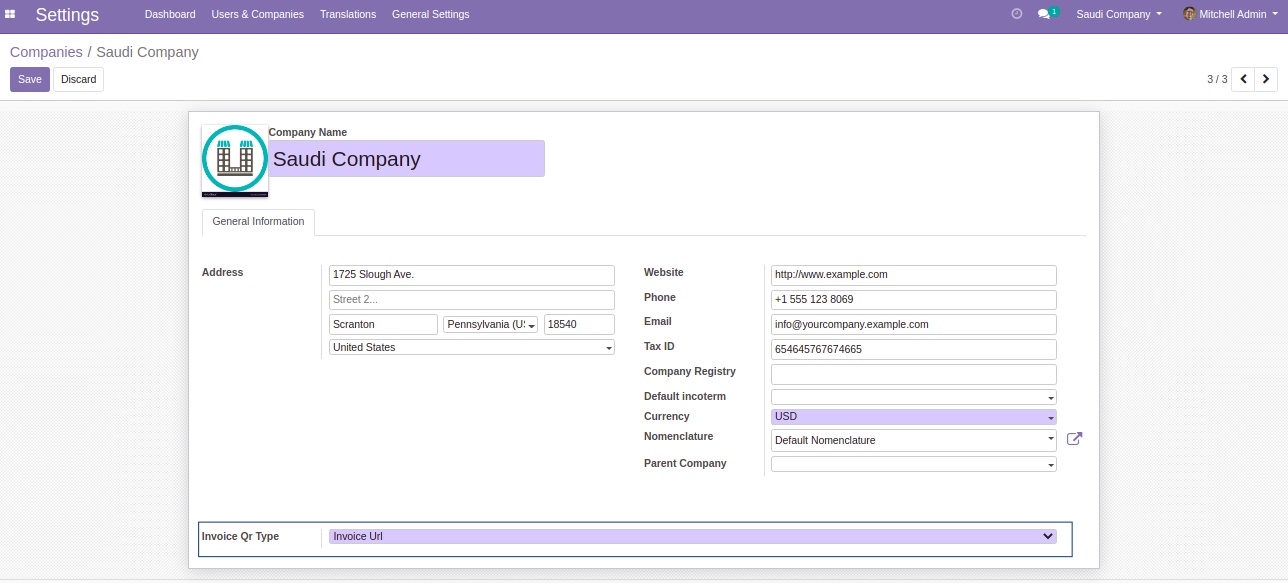 Settings Dashboard Users & Companies Translations General Settings 1 Saudi Company Mitchell Admin
Companies / Saudi Company
Save Discard 3 / 3
Company Name
Saudi Company
General Information
Address 1725 Slough Ave.
Street 2...
Scranton Pennsylvania (US 18540
United States
Website http://www.example.com
Phone +1 555 123 8069
Email info@yourcompany.example.com
Tax ID 654645767674665
Company Registry
Default incoterm
Currency USD
Nomenclature Default Nomenclature
Parent Company
Invoice Qr Type Invoice Url